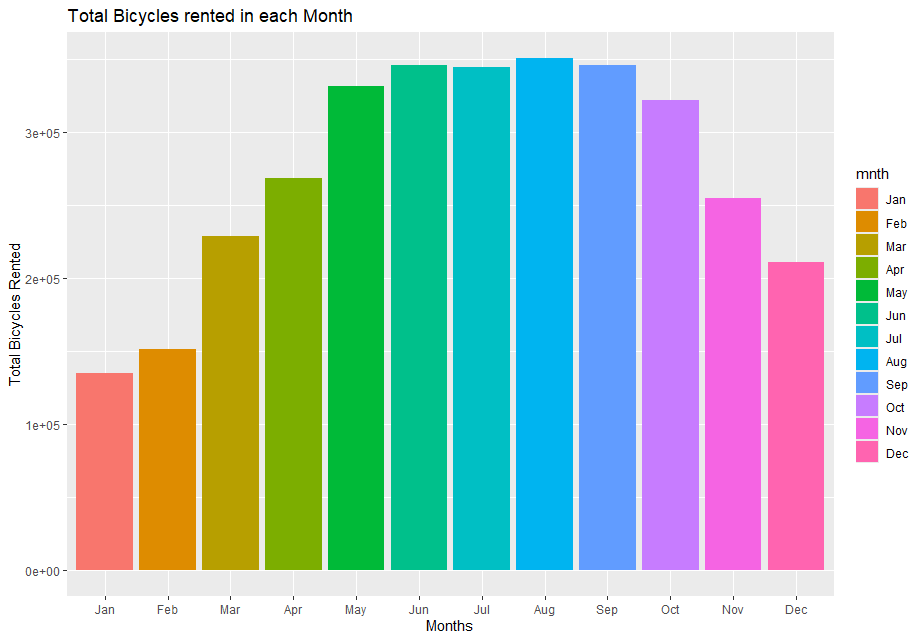 Total Bicycles rented in each Month
Total Bicycles Rented
3e+05
2e+05
1e+05
0e+00
Jan Feb Mar Apr May Jun Jul Aug Sep Oct Nov Dec
Months
mnth
Jan
Feb
Mar
Apr
May
Jun
Jul
Aug
Sep
Oct
Nov
Dec